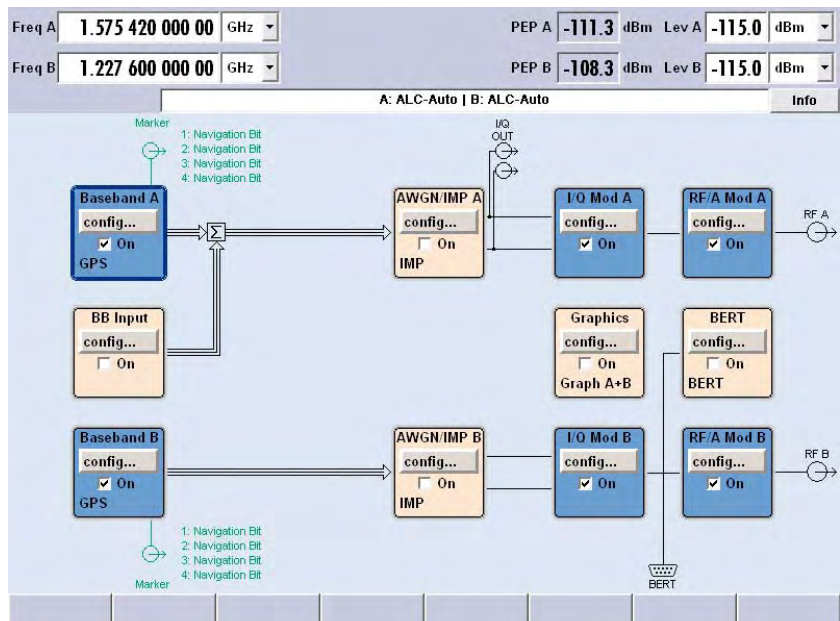 Freq A 1.575 420 000 00 GHz PEP A -111.3 dBm Lev A -115.0 dBm
Freq B 1.227 600 000 00 GHz PEP B -108.3 dBm Lev B -115.0 dBm
A: ALC-Auto | B: ALC-Auto Info
Marker
1: Navigation Bit
2: Navigation Bit
3: Navigation Bit
4: Navigation Bit
I/Q
OUT
Baseband A
config...
On
GPS
Σ
AWGN/IMP A
config...
On
IMP
I/Q Mod A
config...
On
RF/A Mod A
config...
On
RF A
BB Input
config...
On
Graphics
config...
On
Graph A+B
BERT
config...
On
BERT
Baseband B
config...
On
GPS
AWGN/IMP B
config...
On
IMP
I/Q Mod B
config...
On
RF/A Mod B
config...
On
RF B
1: Navigation Bit
2: Navigation Bit
3: Navigation Bit
4: Navigation Bit
Marker
BERT